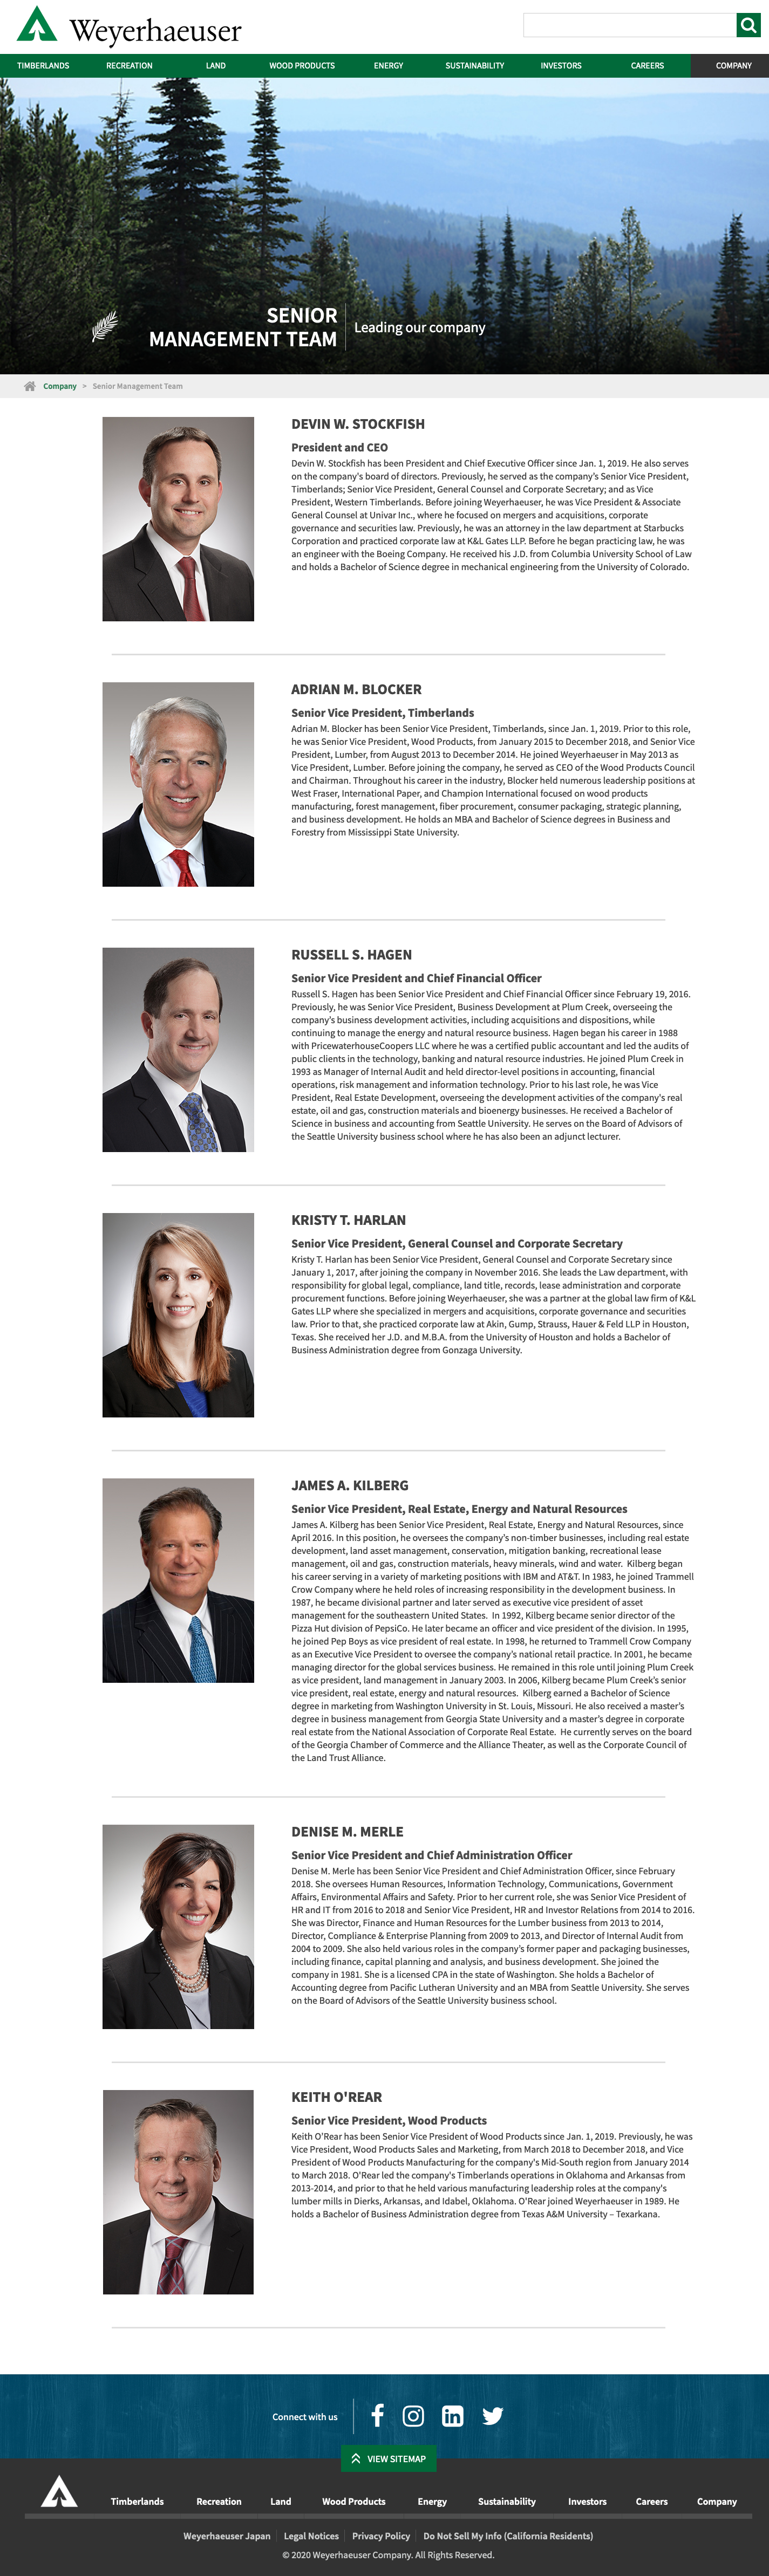 Weyerhaeuser
TIMBERLANDS
RECREATION
LAND
WOOD PRODUCTS
ENERGY
SUSTAINABILITY
INVESTORS
CAREERS
COMPANY
SENIOR
MANAGEMENT TEAM
Leading our company
Company > Senior Management Team
DEVIN W. STOCKFISH
President and CEO
Devin W. Stockfish has been President and Chief Executive Officer since Jan. 1, 2019. He also serves
on the company's board of directors. Previously, he served as the company's Senior Vice President,
Timberlands; Senior Vice President, General Counsel and Corporate Secretary; and as Vice
President, Western Timberlands. Before joining Weyerhaeuser, he was Vice President & Associate
General Counsel at Univar Inc., where he focused on mergers and acquisitions, corporate
governance and securities law. Previously, he was an attorney in the law department at Starbucks
Corporation and practiced corporate law at K&L Gates LLP. Before he began practicing law, he was
an engineer with the Boeing Company. He received his J.D. from Columbia University School of Law
and holds a Bachelor of Science degree in mechanical engineering from the University of Colorado.
ADRIAN M. BLOCKER
Senior Vice President, Timberlands
Adrian M. Blocker has been Senior Vice President, Timberlands, since Jan. 1, 2019. Prior to this role,
he was Senior Vice President, Wood Products, from January 2015 to December 2018, and Senior Vice
President, Lumber, from August 2013 to December 2014. He joined Weyerhaeuser in May 2013 as
Vice President, Lumber. Before joining the company, he served as CEO of the Wood Products Council
and Chairman. Throughout his career in the industry, Blocker held numerous leadership positions at
West Fraser, International Paper, and Champion International focused on wood products
manufacturing, forest management, fiber procurement, consumer packaging, strategic planning,
and business development. He holds an MBA and Bachelor of Science degrees in Business and
Forestry from Mississippi State University.
RUSSELL S. HAGEN
Senior Vice President and Chief Financial Officer
Russell S. Hagen has been Senior Vice President and Chief Financial Officer since February 19, 2016.
Previously, he was Senior Vice President, Business Development at Plum Creek, overseeing the
company's business development activities, including acquisitions and dispositions, while
continuing to manage the energy and natural resource business. Hagen began his career in 1988
with PricewaterhouseCoopers LLC where he was a certified public accountant and led the audits of
public clients in the technology, banking and natural resource industries. He joined Plum Creek in
1993 as Manager of Internal Audit and held director-level positions in accounting, financial
operations, risk management and information technology. Prior to his last role, he was Vice
President, Real Estate Development, overseeing the development activities of the company's real
estate, oil and gas, construction materials and bioenergy businesses. He received a Bachelor of
Science in business and accounting from Seattle University. He serves on the Board of Advisors of
the Seattle University business school where he has also been an adjunct lecturer.
KRISTY T. HARLAN
Senior Vice President, General Counsel and Corporate Secretary
Kristy T. Harlan has been Senior Vice President, General Counsel and Corporate Secretary since
January 1, 2017, after joining the company in November 2016. She leads the Law department, with
responsibility for global legal, compliance, land title, records, lease administration and corporate
procurement functions. Before joining Weyerhaeuser, she was a partner at the global law firm of K&L
Gates LLP where she specialized in mergers and acquisitions, corporate governance and securities
law. Prior to that, she practiced corporate law at Akin, Gump, Strauss, Hauer & Feld LLP in Houston,
Texas. She received her J.D. and M.B.A. from the University of Houston and holds a Bachelor of
Business Administration degree from Gonzaga University.
JAMES A. KILBERG
Senior Vice President, Real Estate, Energy and Natural Resources
James A. Kilberg has been Senior Vice President, Real Estate, Energy and Natural Resources, since
April 2016. In this position, he oversees the company's non-timber businesses, including real estate
development, land asset management, conservation, mitigation banking, recreational lease
management, oil and gas, construction materials, heavy minerals, wind and water. Kilberg began
his career serving in a variety of marketing positions with IBM and AT&T. In 1983, he joined Trammell
Crow Company where he held roles of increasing responsibility in the development business. In
1987, he became divisional partner and later served as executive vice president of asset
management for the southeastern United States. In 1992, Kilberg became senior director of the
Pizza Hut division of PepsiCo. He later became an officer and vice president of the division. In 1995,
he joined Pep Boys as vice president of real estate. In 1998, he returned to Trammell Crow Company
as an Executive Vice President to oversee the company's national retail practice. In 2001, he became
managing director for the global services business. He remained in this role until joining Plum Creek
as vice president, land management in January 2003. In 2006, Kilberg became Plum Creek's senior
vice president, real estate, energy and natural resources. Kilberg earned a Bachelor of Science
degree in marketing from Washington University in St. Louis, Missouri. He also received a master's
degree in business management from Georgia State University and a master's degree in corporate
real estate from the National Association of Corporate Real Estate. He currently serves on the board
of the Georgia Chamber of Commerce and the Alliance Theater, as well as the Corporate Council of
the Land Trust Alliance.
DENISE M. MERLE
Senior Vice President and Chief Administration Officer
Denise M. Merle has been Senior Vice President and Chief Administration Officer, since February
2018. She oversees Human Resources, Information Technology, Communications, Government
Affairs, Environmental Affairs and Safety. Prior to her current role, she was Senior Vice President of
HR and IT from 2016 to 2018 and Senior Vice President, HR and Investor Relations from 2014 to 2016.
She was Director, Finance and Human Resources for the Lumber business from 2013 to 2014,
Director, Compliance & Enterprise Planning from 2009 to 2013, and Director of Internal Audit from
2004 to 2009. She also held various roles in the company's former paper and packaging businesses,
including finance, capital planning and analysis, and business development. She joined the
company in 1981. She is a licensed CPA in the state of Washington. She holds a Bachelor of
Accounting degree from Pacific Lutheran University and an MBA from Seattle University. She serves
on the Board of Advisors of the Seattle University business school.
KEITH O'REAR
Senior Vice President, Wood Products
Keith O'Rear has been Senior Vice President of Wood Products since Jan. 1, 2019. Previously, he was
Vice President, Wood Products Sales and Marketing, from March 2018 to December 2018, and Vice
President of Wood Products Manufacturing for the company's Mid-South region from January 2014
to March 2018. O'Rear led the company's Timberlands operations in Oklahoma and Arkansas from
2013-2014, and prior to that he held various manufacturing leadership roles at the company's
lumber mills in Dierks, Arkansas, and Idabel, Oklahoma. O'Rear joined Weyerhaeuser in 1989. He
holds a Bachelor of Business Administration degree from Texas A&M University – Texarkana.
Connect with us
VIEW SITEMAP
Timberlands
Recreation
Land
Wood Products
Energy
Sustainability
Investors
Careers
Company
Weyerhaeuser Japan
Legal Notices
Privacy Policy
Do Not Sell My Info (California Residents)
© 2020 Weyerhaeuser Company. All Rights Reserved.